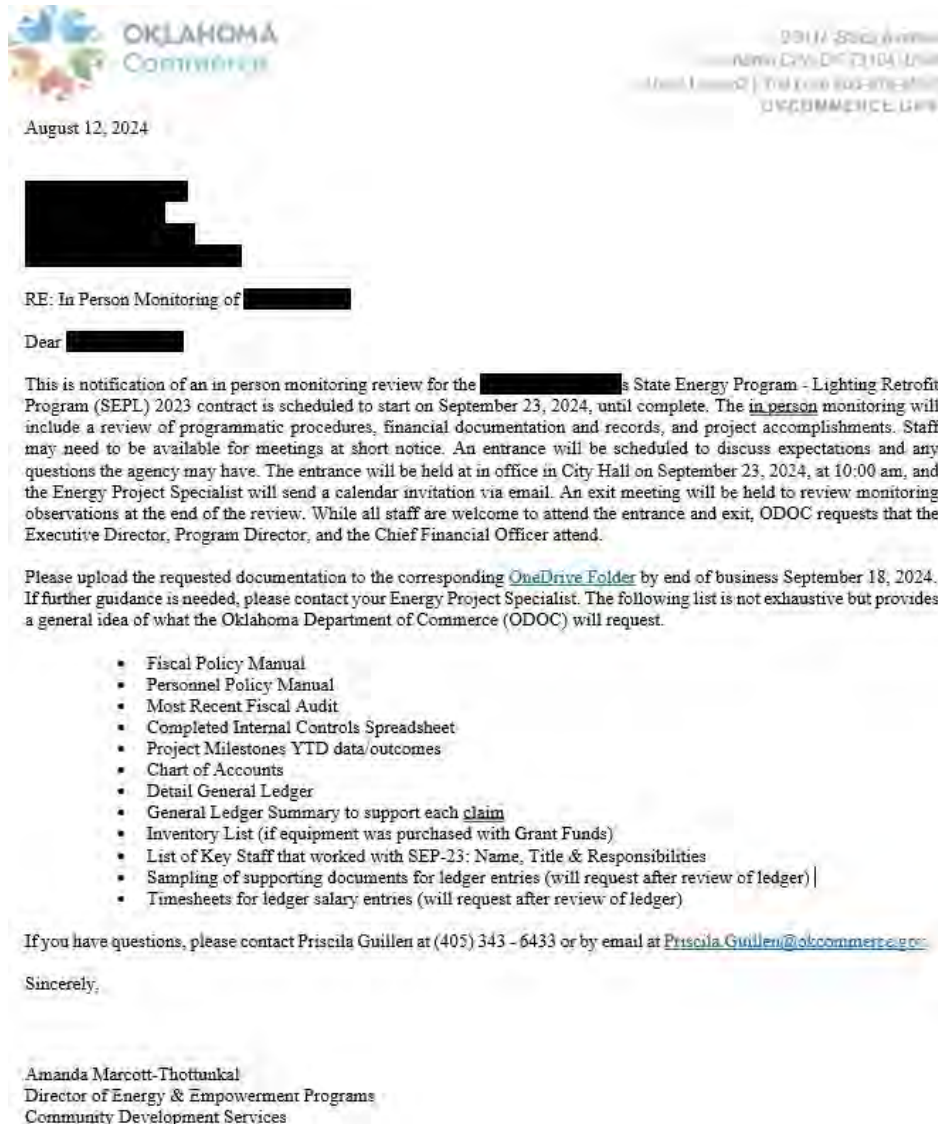 OKLAHOMA
Commerce
OKCOMMERCE.GOV
August 12, 2024
RE: In Person Monitoring of
Dear
This is notification of an in person monitoring review for the s State Energy Program - Lighting Retrofit
Program (SEPL) 2023 contract is scheduled to start on September 23, 2024, until complete. The in person monitoring will
include a review of programmatic procedures, financial documentation and records, and project accomplishments. Staff
may need to be available for meetings at short notice. An entrance will be scheduled to discuss expectations and any
questions the agency may have. The entrance will be held at in office in City Hall on September 23, 2024, at 10:00 am, and
the Energy Project Specialist will send a calendar invitation via email. An exit meeting will be held to review monitoring
observations at the end of the review. While all staff are welcome to attend the entrance and exit, ODOC requests that the
Executive Director, Program Director, and the Chief Financial Officer attend.
Please upload the requested documentation to the corresponding OneDrive Folder by end of business September 18, 2024.
If further guidance is needed, please contact your Energy Project Specialist. The following list is not exhaustive but provides
a general idea of what the Oklahoma Department of Commerce (ODOC) will request.
• Fiscal Policy Manual
• Personnel Policy Manual
• Most Recent Fiscal Audit
• Completed Internal Controls Spreadsheet
• Project Milestones YTD data/outcomes
• Chart of Accounts
• Detail General Ledger
• General Ledger Summary to support each claim
• Inventory List (if equipment was purchased with Grant Funds)
• List of Key Staff that worked with SEP-23: Name, Title & Responsibilities
• Sampling of supporting documents for ledger entries (will request after review of ledger)
• Timesheets for ledger salary entries (will request after review of ledger)
If you have questions, please contact Priscila Guillen at (405) 343 - 6433 or by email at Priscila.Guillen@okcommerce.gov.
Sincerely,
Amanda Marcott-Thottunkal
Director of Energy & Empowerment Programs
Community Development Services